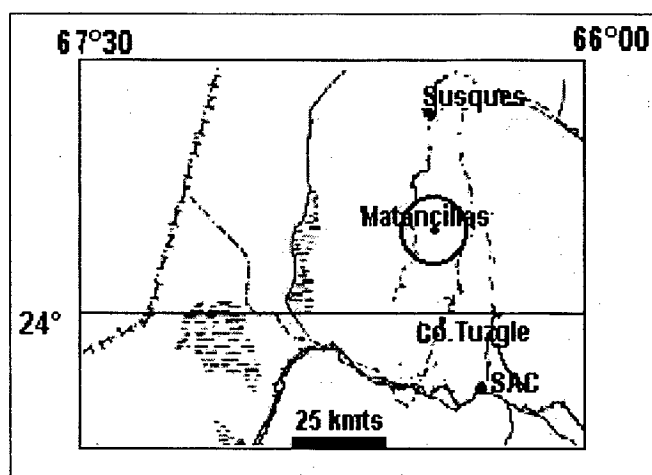 67°30 66°00
Susques
Matancillas
24°
Co. Tuzgle
SAC
25 kmts